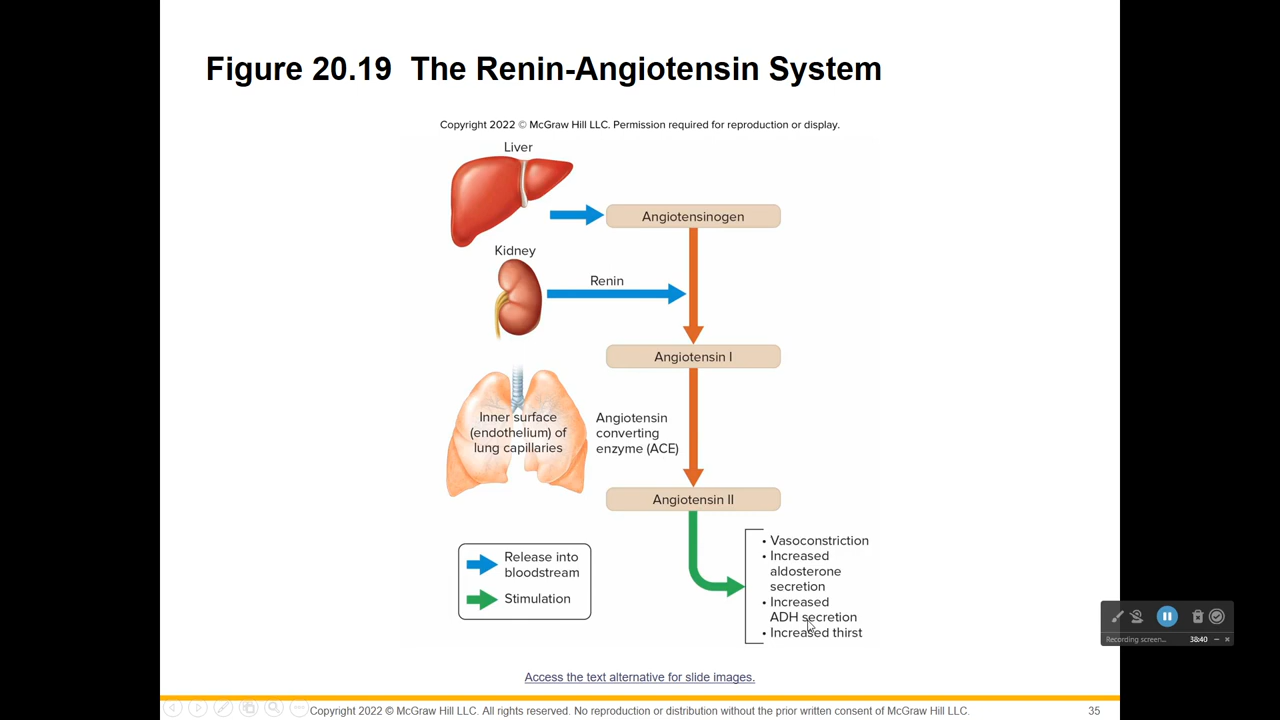 Figure 20.19  The Renin-Angiotensin System
Copyright 2022 © McGraw Hill LLC. Permission required for reproduction or display.
Liver
Angiotensinogen
Kidney
Renin
Angiotensin I
Inner surface
(endothelium) of
lung capillaries
Angiotensin
converting
enzyme (ACE)
Angiotensin II
Release into
bloodstream
Stimulation
• Vasoconstriction
• Increased
aldosterone
secretion
• Increased
ADH secretion
• Increased thirst
Recording screen...
38:40
Access the text alternative for slide images.
Copyright 2022 © McGraw Hill LLC. All rights reserved. No reproduction or distribution without the prior written consent of McGraw Hill LLC.
35